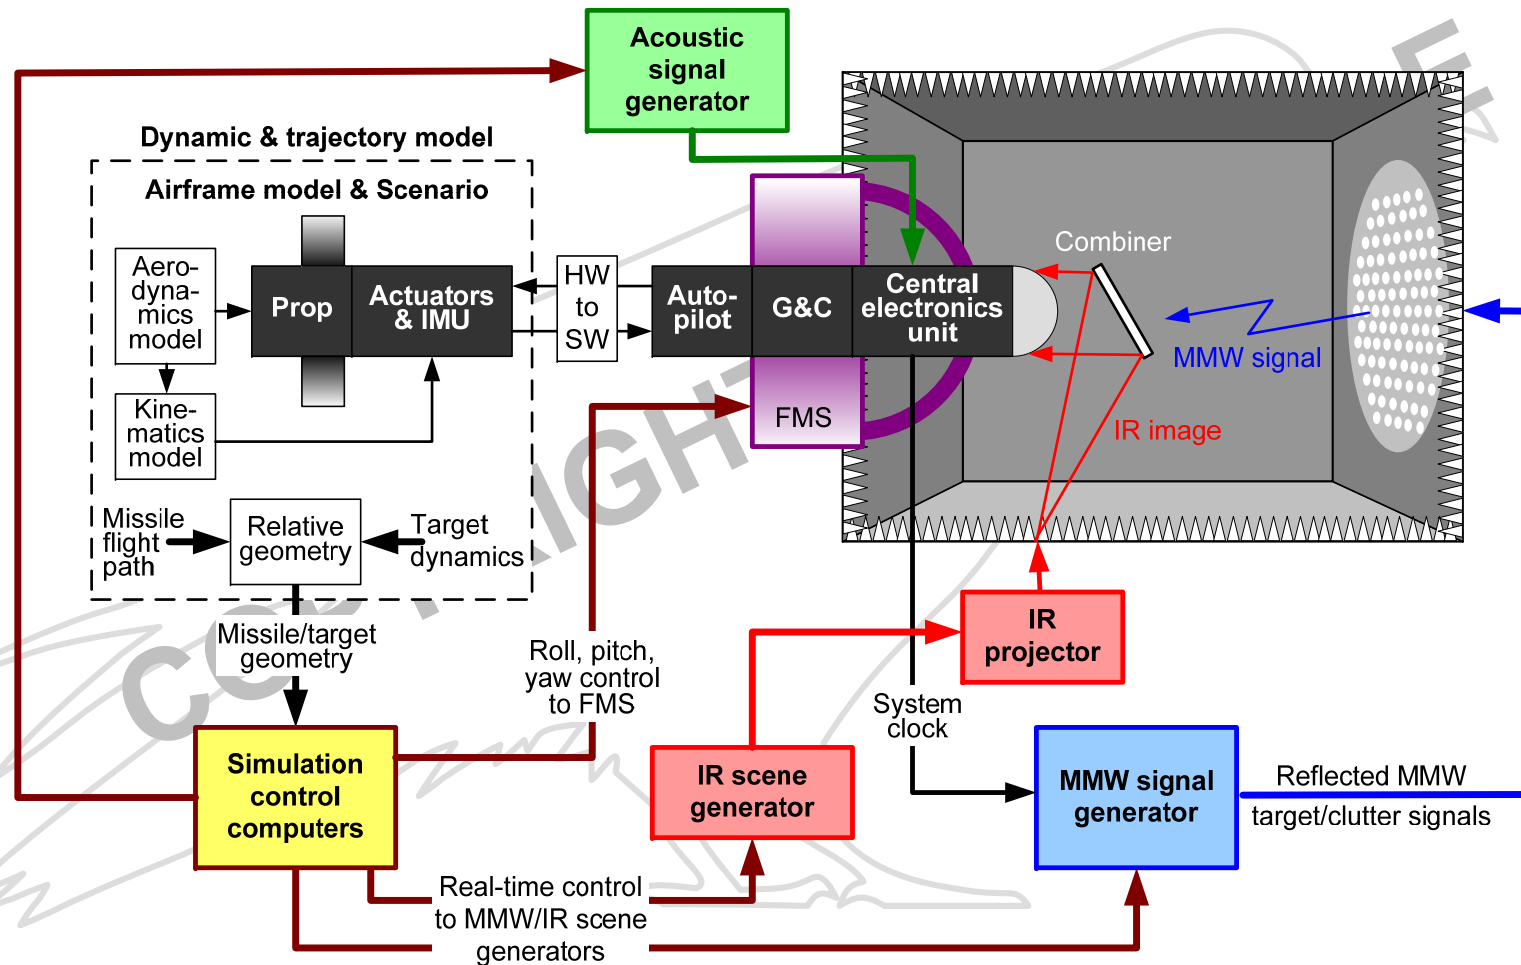 Acoustic
signal
generator
Dynamic & trajectory model
Airframe model & Scenario
Aero-
dyna-
mics
model
Prop
Actuators
& IMU
HW
to
SW
Auto-
pilot
G&C
Central
electronics
unit
Combiner
MMW signal
Kine-
matics
model
FMS
IR image
Missile
flight
path
Relative
geometry
Target
dynamics
Missile/target
geometry
Roll, pitch,
yaw control
to FMS
IR
projector
System
clock
Simulation
control
computers
IR scene
generator
MMW signal
generator
Reflected MMW
target/clutter signals
Real-time control
to MMW/IR scene
generators